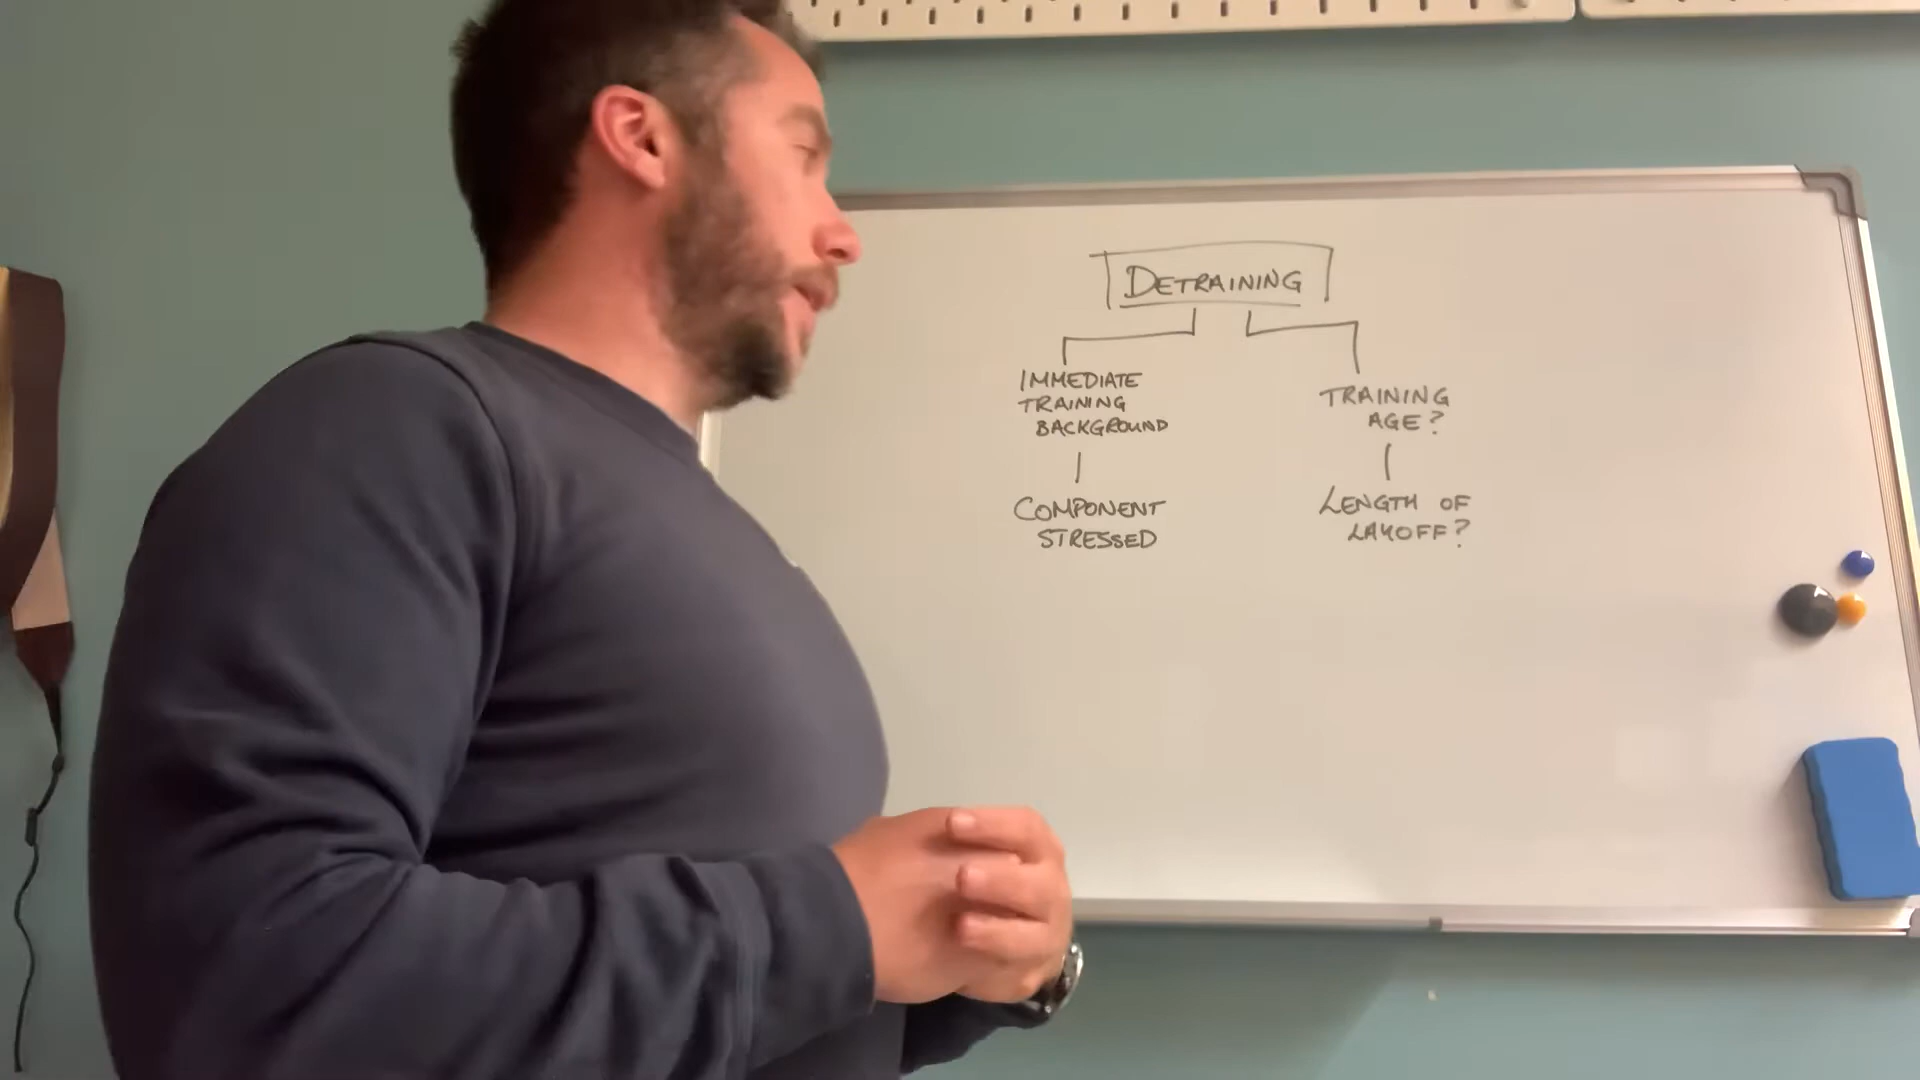 DETRAINING
IMMEDIATE
TRAINING
BACKGROUND
COMPONENT
STRESSED
TRAINING
AGE?
LENGTH OF
LAYOFF?